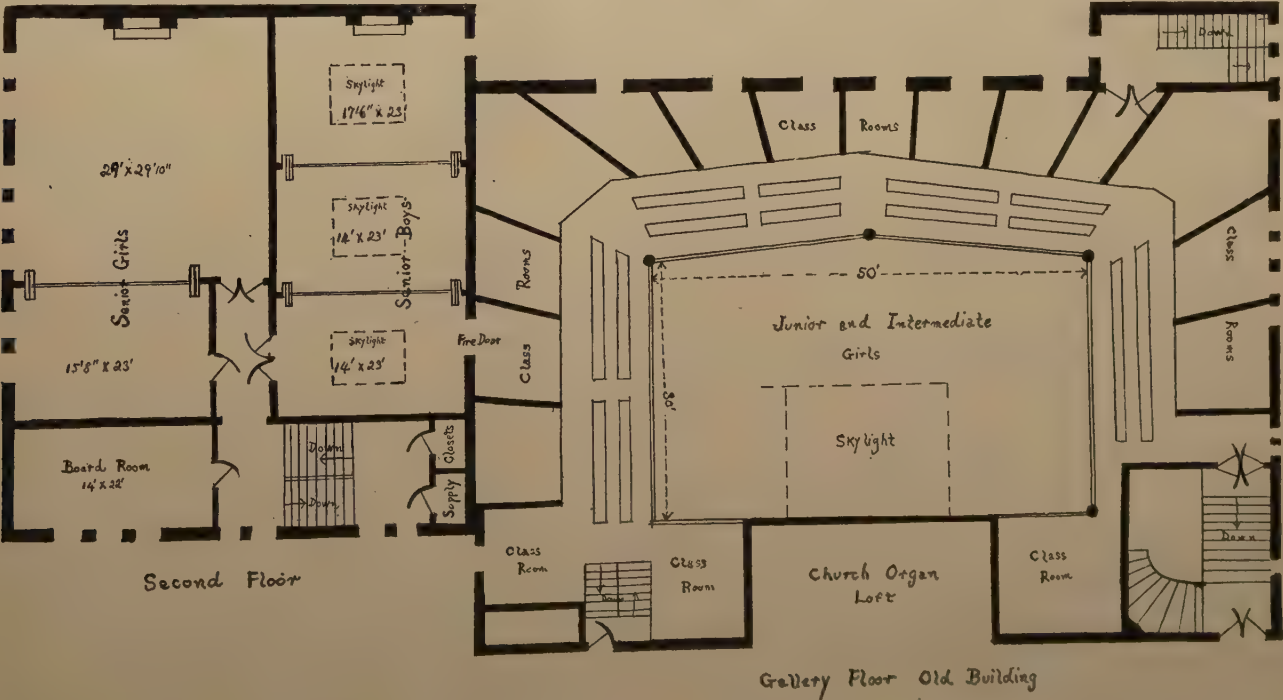 29' x 29'10"
Senior Girls
15'8" x 23'
Board Room
14' x 22'
Skylight
17'6" x 23'
Skylight
14' x 23'
Senior Boys
Skylight
14' x 23'
Down
Down
Closets
Supply
Second Floor
Fire Door
Rooms
Class
Class Rooms
Down
Class
Rooms
50'
Junior and Intermediate
Girls
30'
Skylight
Class
Room
Down
Class
Room
Church Organ
Loft
Class
Room
Down
Gallery Floor Old Building